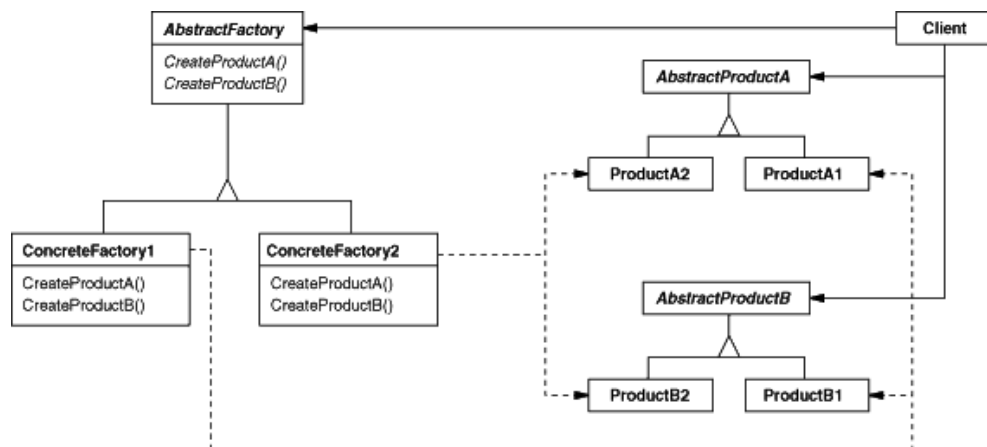 AbstractFactory
CreateProductA()
CreateProductB()
Client
AbstractProductA
ProductA2
ProductA1
ConcreteFactory1
CreateProductA()
CreateProductB()
ConcreteFactory2
CreateProductA()
CreateProductB()
AbstractProductB
ProductB2
ProductB1